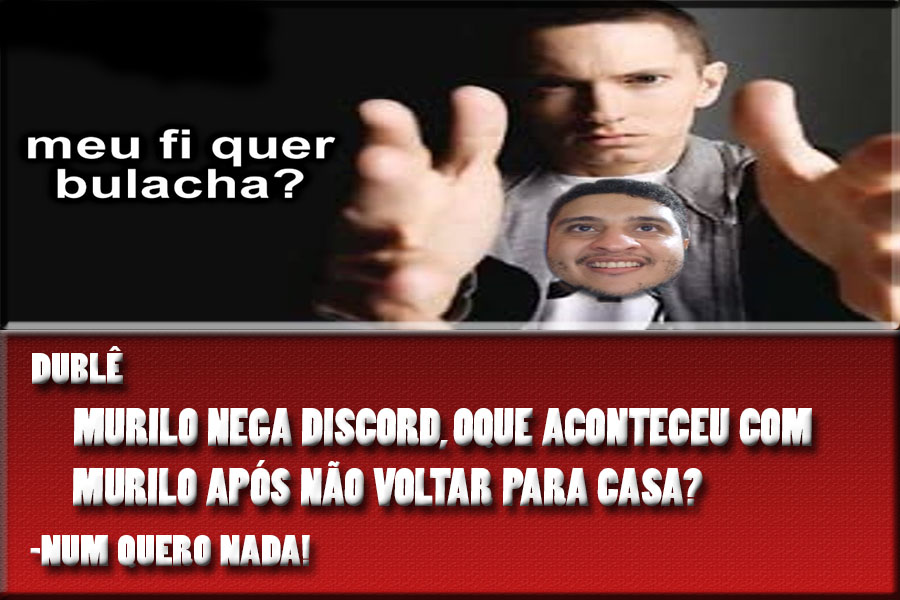 meu fi quer
bulacha?
DUBLÊ
MURILO NEGA DISCORD, OQUE ACONTECEU COM
MURILO APÓS NÃO VOLTAR PARA CASA?
-NUM QUERO NADA!